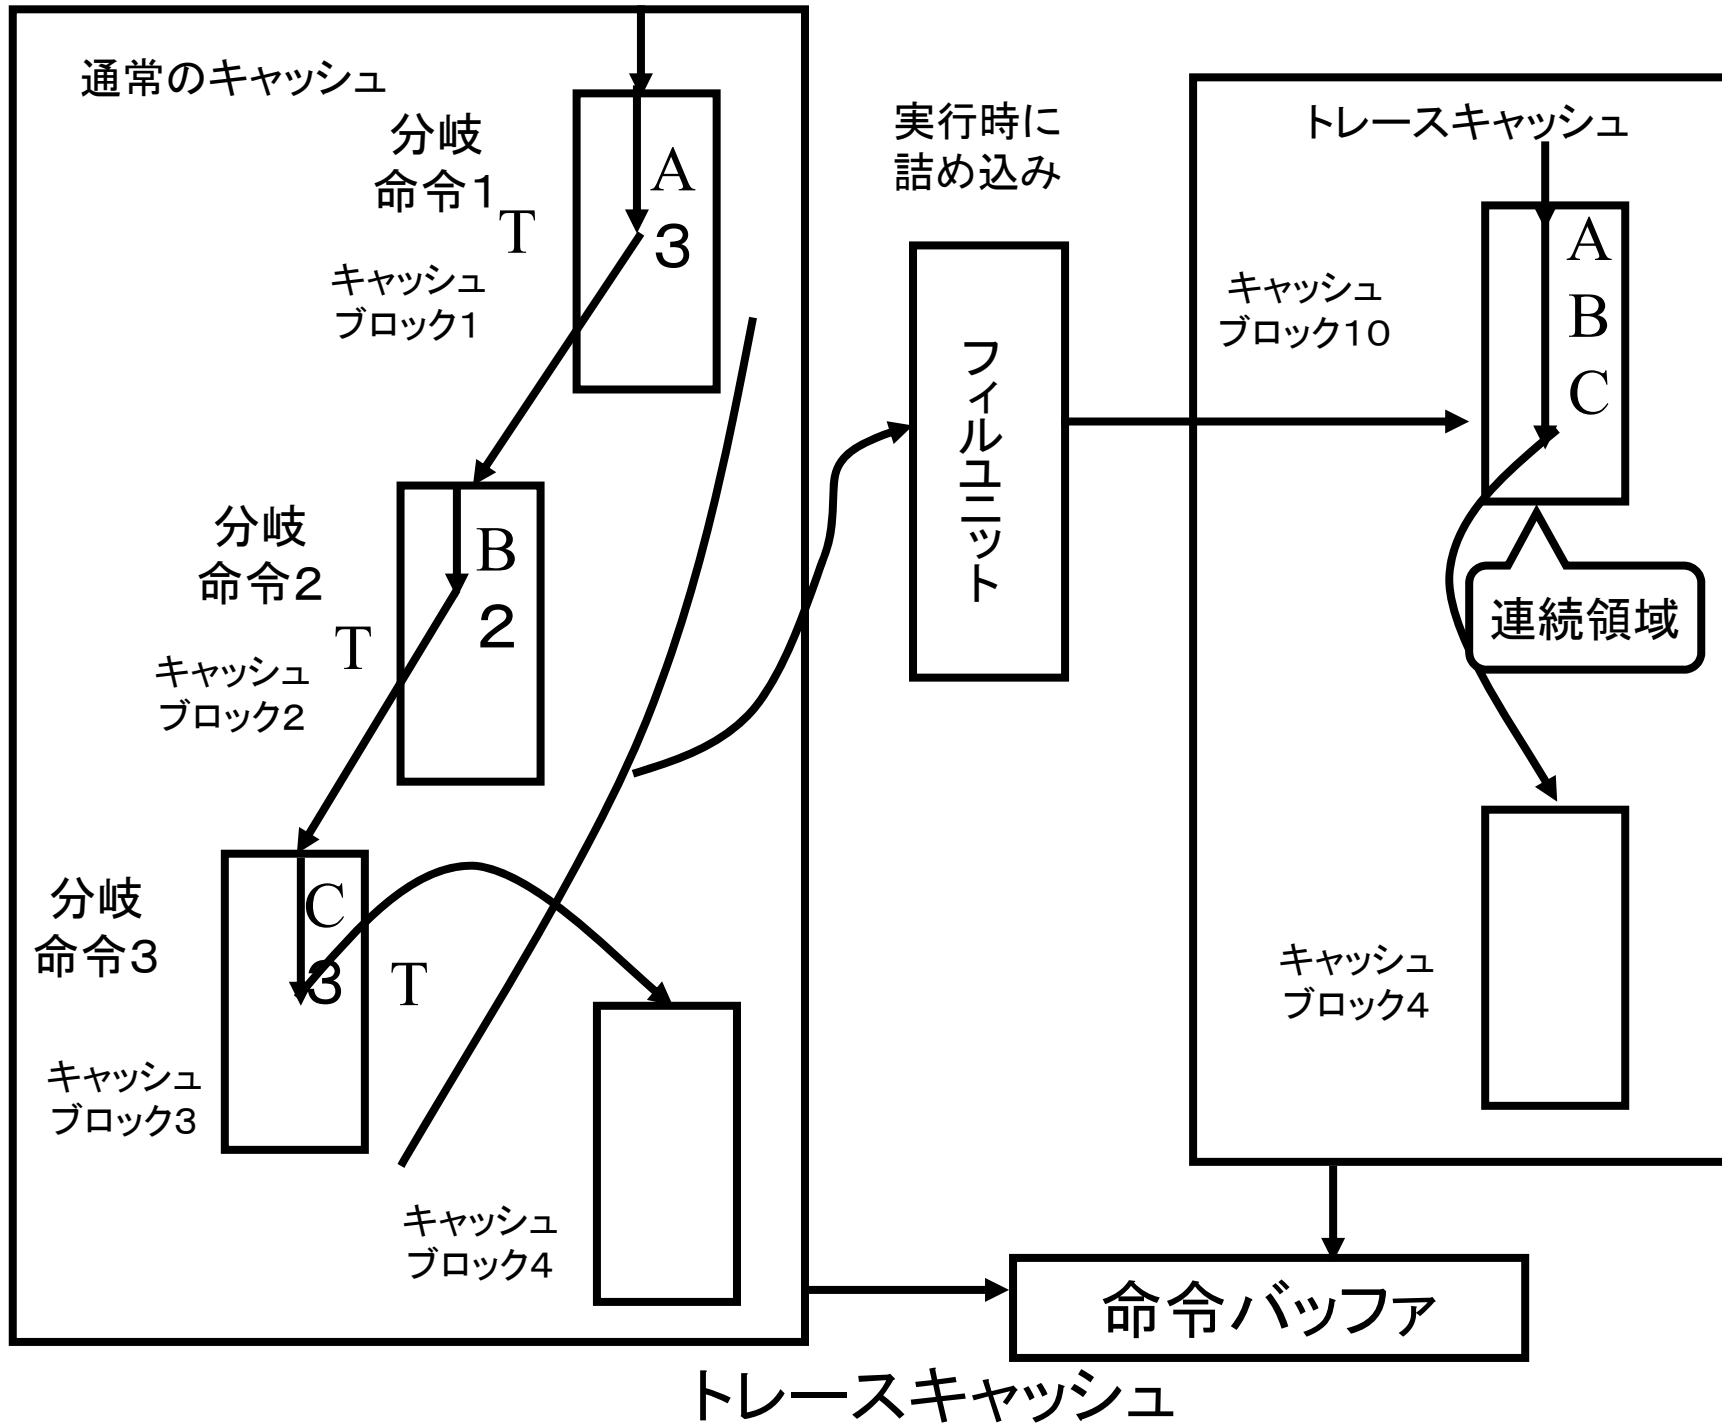 通常のキャッシュ
分岐
命令1
T
A
3
キャッシュ
ブロック1
分岐
命令2
T
B
2
キャッシュ
ブロック2
分岐
命令3
C
3
T
キャッシュ
ブロック3
キャッシュ
ブロック4
実行時に
詰め込み
フィルユニット
トレースキャッシュ
キャッシュ
ブロック10
A
B
C
連続領域
キャッシュ
ブロック4
命令バッファ
トレースキャッシュ